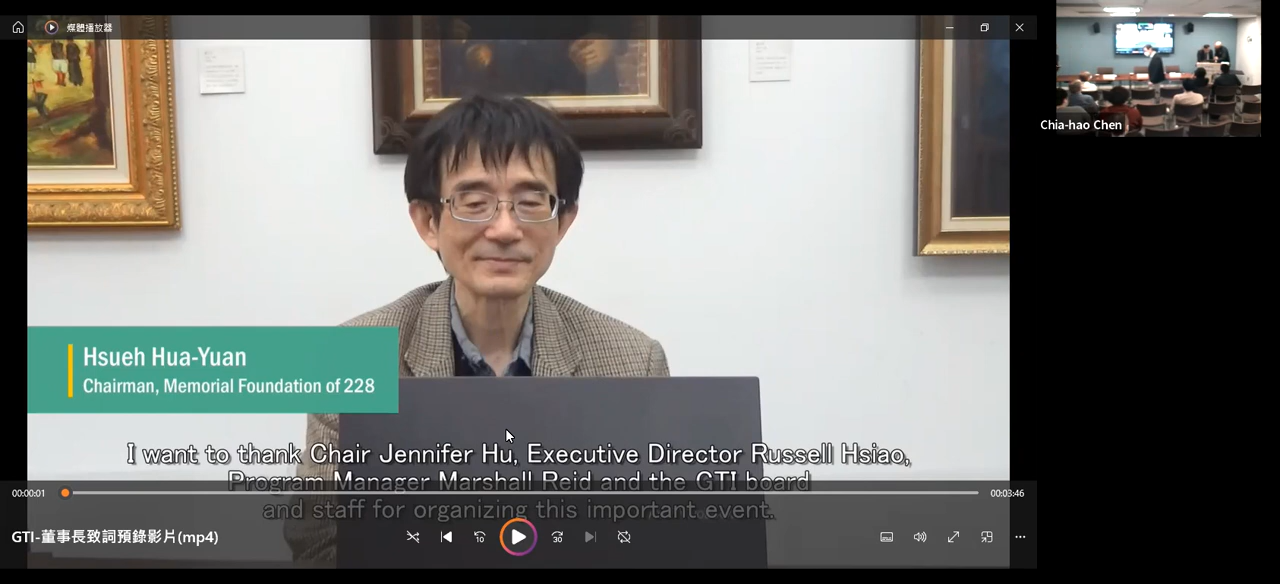 媒體播放器
Chia-hao Chen
Hsueh Hua-Yuan
Chairman, Memorial Foundation of 228
I want to thank Chair Jennifer Hu, Executive Director Russell Hsiao,
Program Manager Marshall Reid and the GTI board
and staff for organizing this important event.
00:00:01
00:03:46
GTI-董事長致詞預錄影片(mp4)
10
30